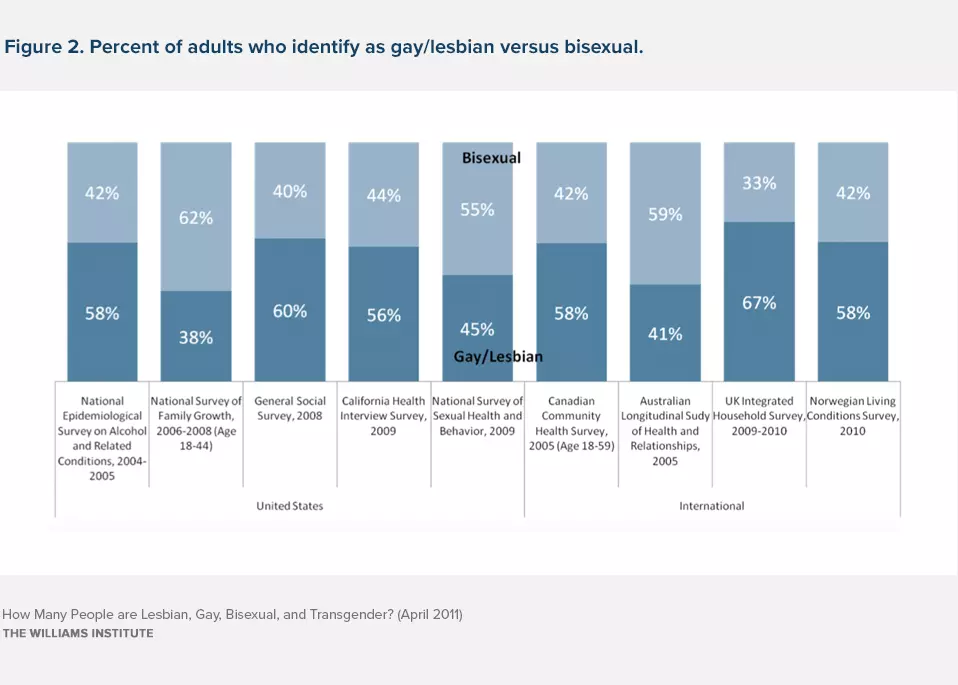 Figure 2. Percent of adults who identify as gay/lesbian versus bisexual.
Bisexual
42%
62%
40%
44%
55%
42%
59%
33%
42%
58%
38%
60%
56%
45%
58%
41%
67%
58%
Gay/Lesbian
National
Epidemiological
Survey on Alcohol
and Related
Conditions, 2004-
2005
National Survey of
Family Growth,
2006-2008 (Age
18-44)
General Social
Survey, 2008
California Health
Interview Survey,
2009
National Survey of
Sexual Health and
Behavior, 2009
Canadian
Community
Health Survey,
2005 (Age 18-59)
Australian
Longitudinal Sudy
of Health and
Relationships,
2005
UK Integrated
Household Survey,
2009-2010
Norwegian Living
Conditions Survey,
2010
United States
International
How Many People are Lesbian, Gay, Bisexual, and Transgender? (April 2011)
THE WILLIAMS INSTITUTE